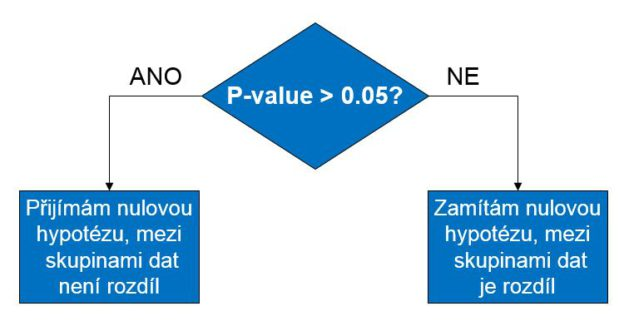 P-value > 0.05?
ANO
NE
Přijímám nulovou
hypotézu, mezi
skupinami dat
není rozdíl
Zamítám nulovou
hypotézu, mezi
skupinami dat
je rozdíl